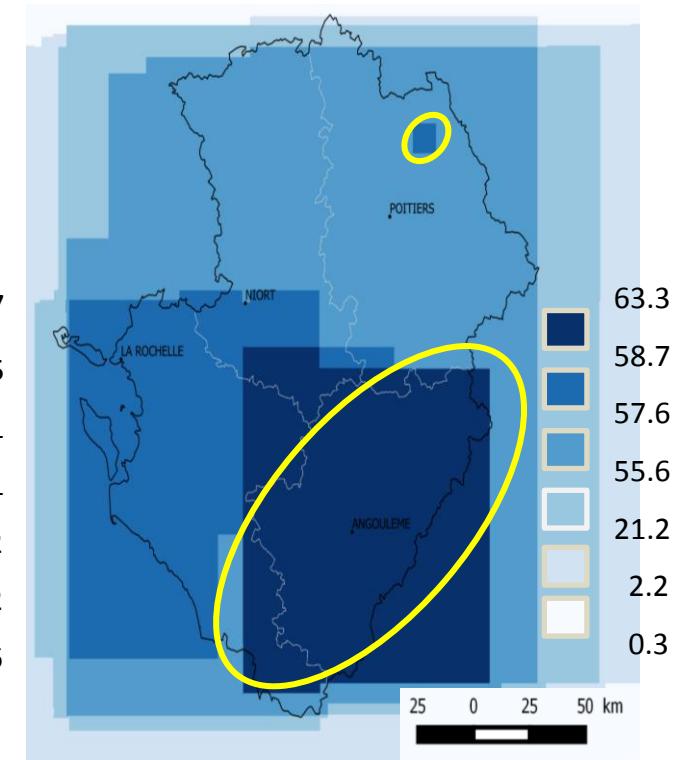 POITIERS
NIORT
LA ROCHELLE
ANGOULEME
63.3
58.7
57.6
55.6
21.2
2.2
0.3
25 0 25 50 km